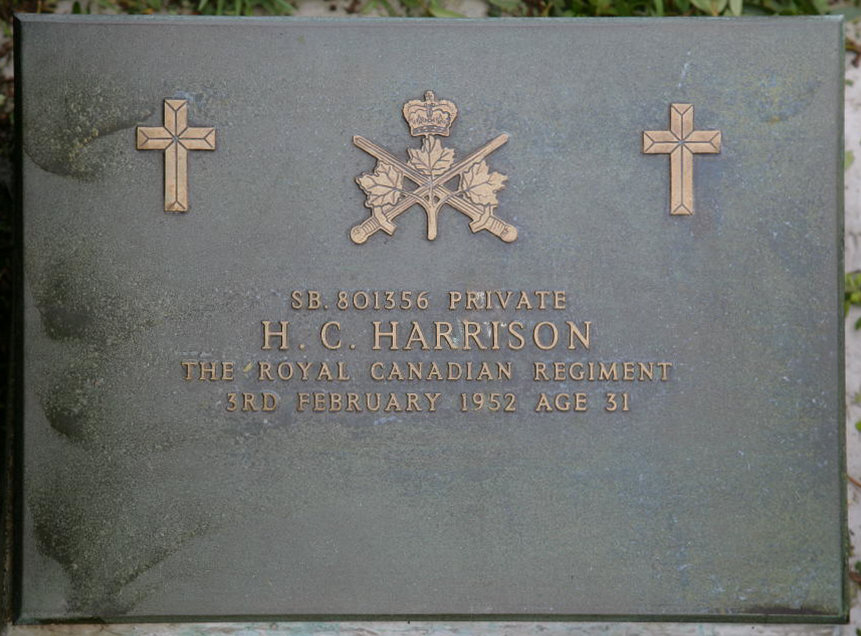 SB. 801356 PRIVATE
H. C. HARRISON
THE ROYAL CANADIAN REGIMENT
3RD FEBRUARY 1952 AGE 31